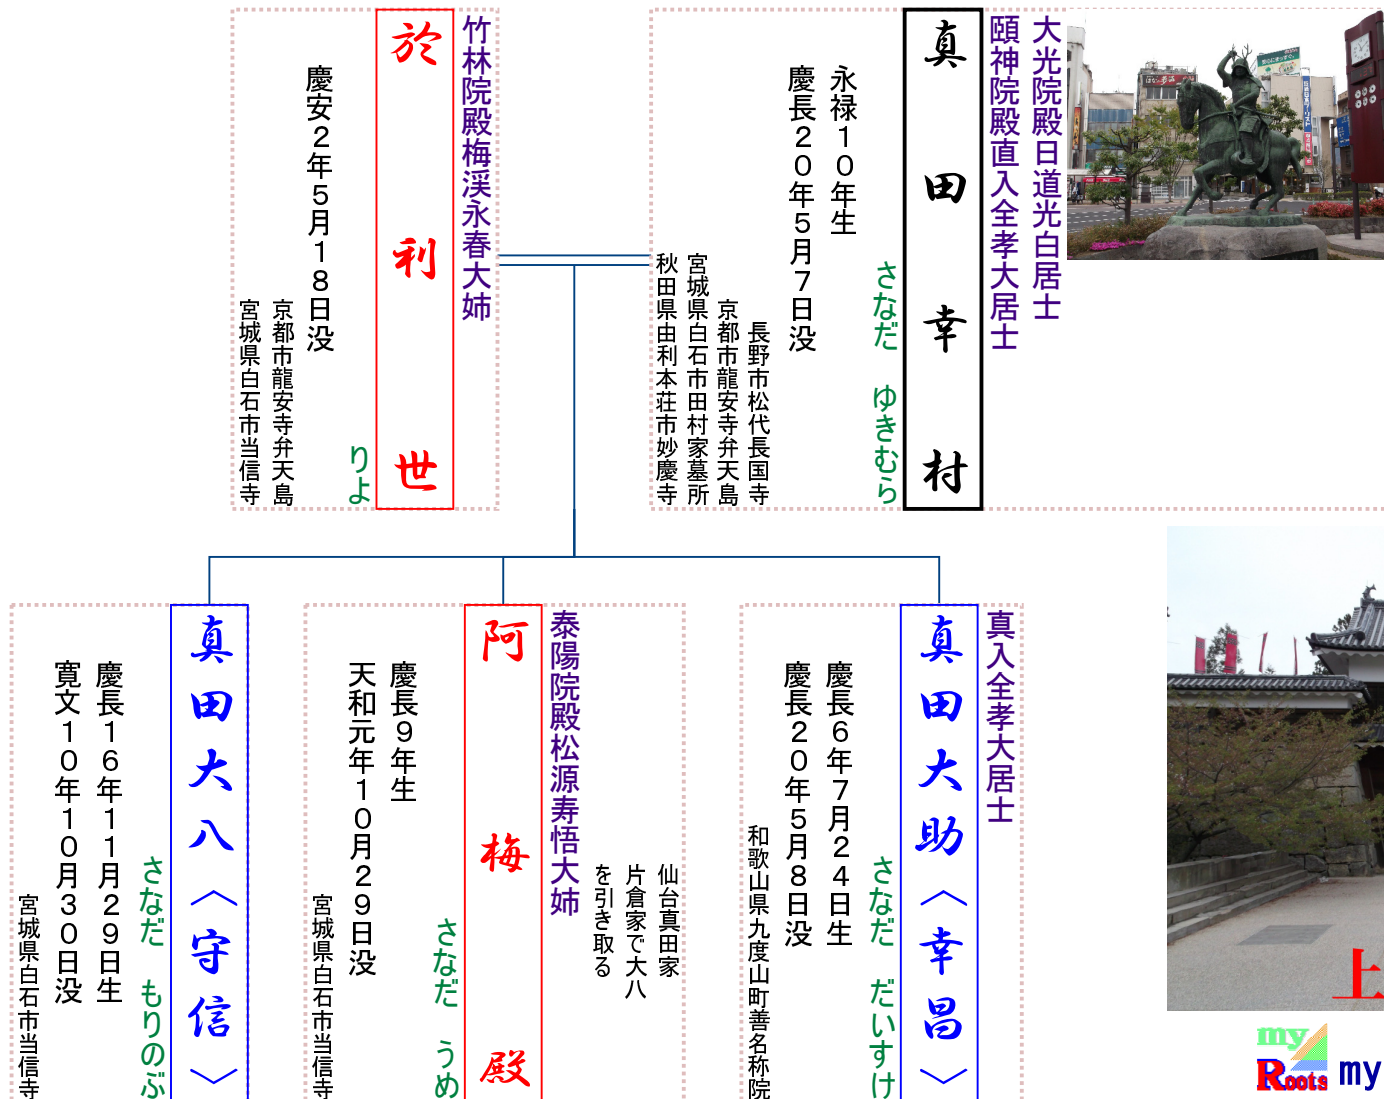 大光院殿日道光白居士
頤神院殿直入全孝大居士
真田幸村
さなだ　ゆきむら
永禄１０年生
慶長２０年５月７日没
長野市松代長国寺
京都市龍安寺弁天島
宮城県白石市田村家墓所
秋田県由利本荘市妙慶寺
竹林院殿梅渓永春大姉
於利世
りよ
慶安２年５月１８日没
京都市龍安寺弁天島
宮城県白石市当信寺
真入全孝大居士
真田大助〈幸昌〉
さなだ　だいすけ
慶長６年７月２４日生
慶長２０年５月８日没
和歌山県九度山町善名称院
仙台真田家
片倉家で大八
を引き取る
泰陽院殿松源寿悟大姉
阿梅殿
さなだ　うめ
慶長９年生
天和元年１０月２９日没
宮城県白石市当信寺
真田大八〈守信〉
さなだ　もりのぶ
慶長１６年１１月２９日生
寛文１０年１０月３０日没
宮城県白石市当信寺
上
my
Roots
my